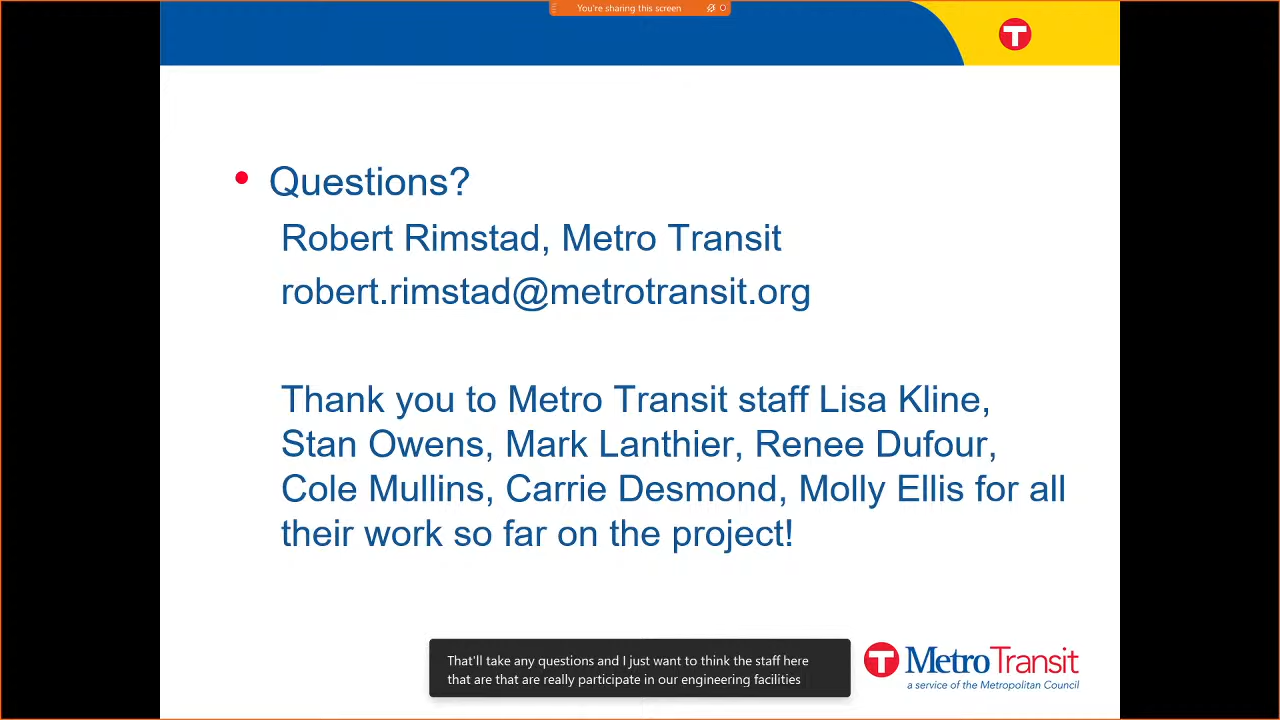 You're sharing this screen
T
• Questions?
Robert Rimstad, Metro Transit
robert.rimstad@metrotransit.org
Thank you to Metro Transit staff Lisa Kline,
Stan Owens, Mark Lanthier, Renee Dufour,
Cole Mullins, Carrie Desmond, Molly Ellis for all
their work so far on the project!
That'll take any questions and I just want to think the staff here
that are that are really participate in our engineering facilities
T MetroTransit
a service of the Metropolitan Council